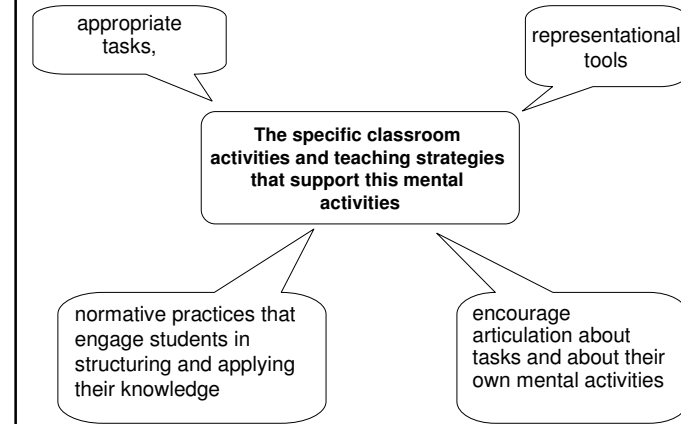 appropriate
tasks,
representational
tools
The specific classroom
activities and teaching strategies
that support this mental
activities
normative practices that
engage students in
structuring and applying
their knowledge
encourage
articulation about
tasks and about their
own mental activities